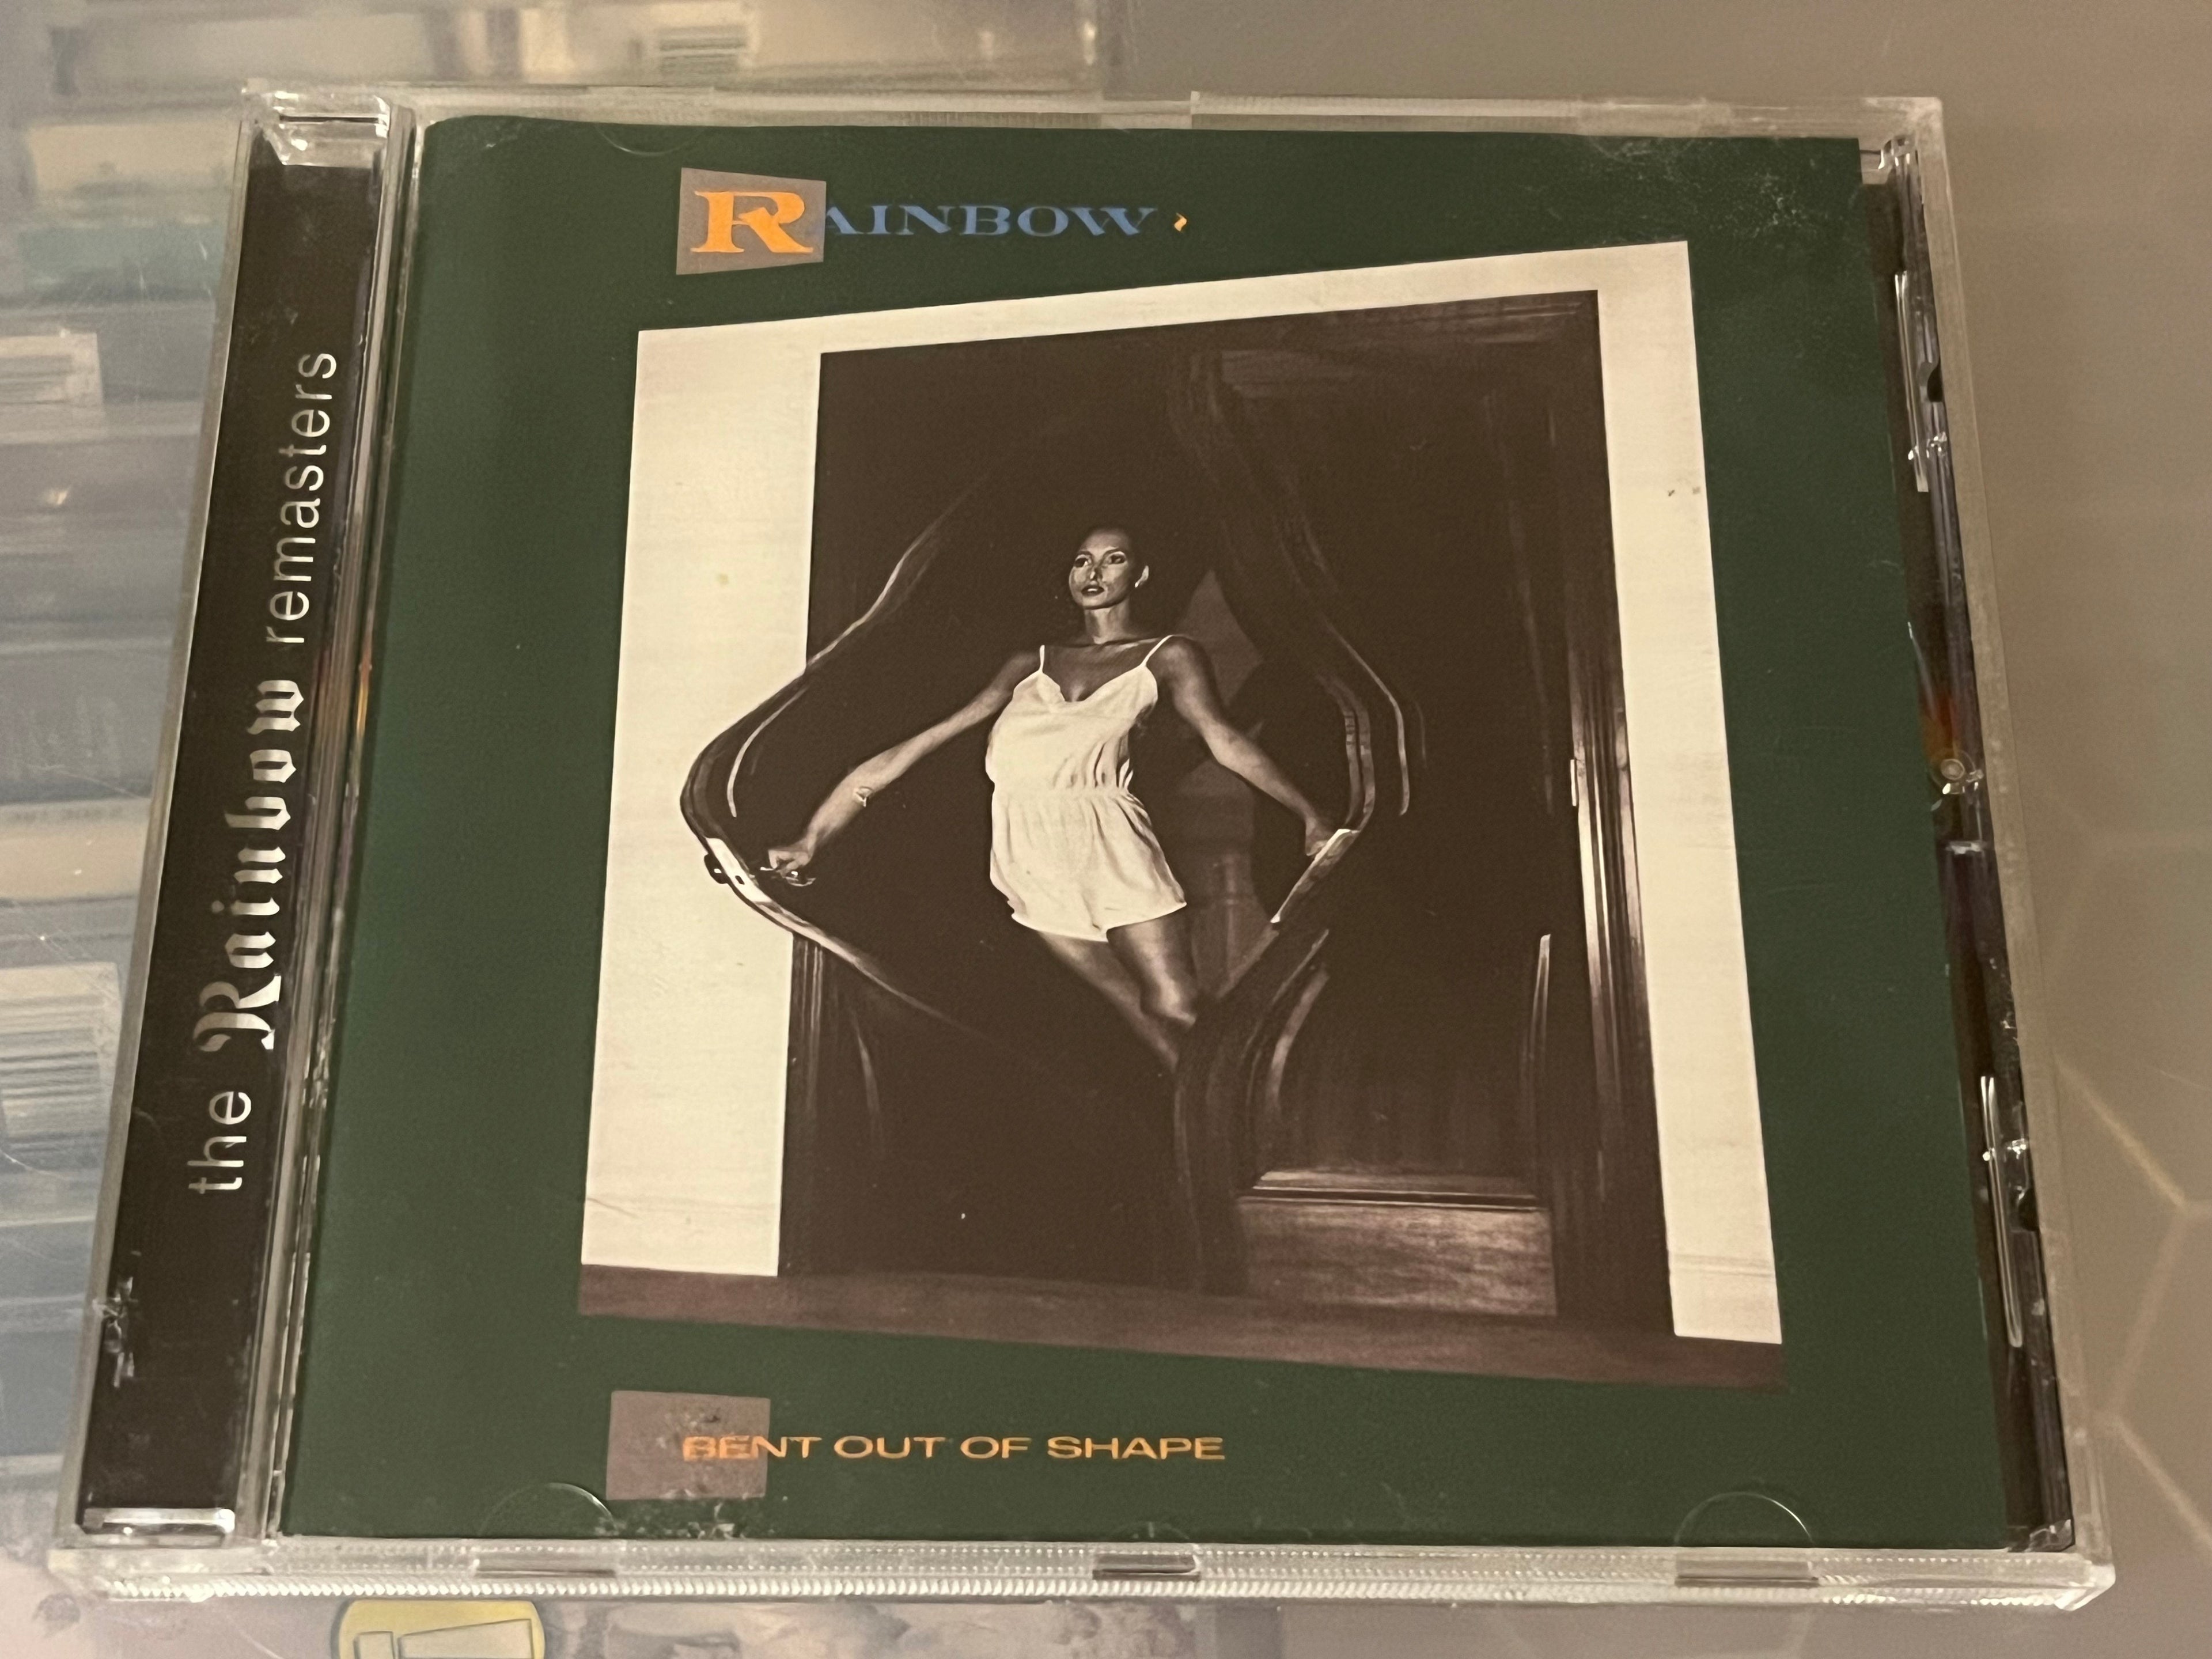 the Rainbow remasters
RAINBOW
BENT OUT OF SHAPE